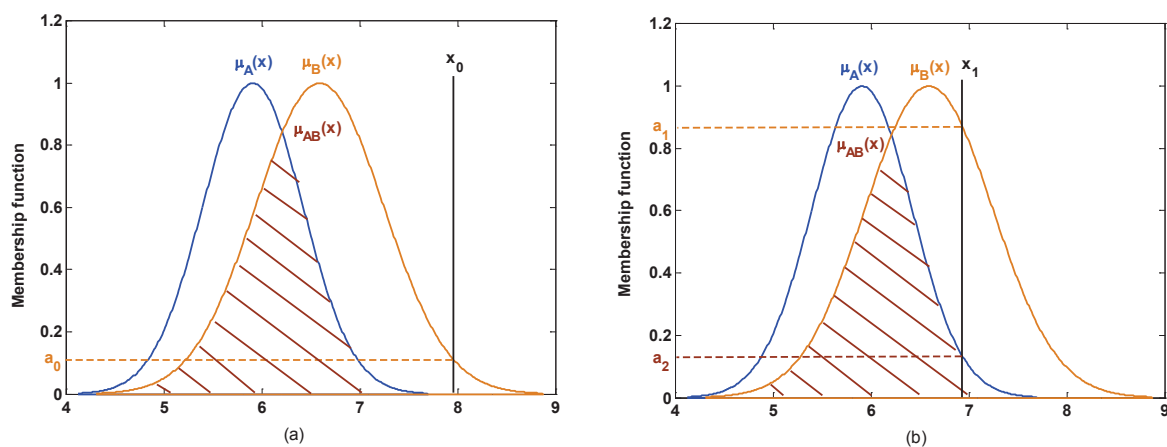 1.2
1
0.8
0.6
0.4
0.2
0
Membership function
μA(x)
μB(x)
μAB(x)
x0
a0
4 5 6 7 8 9
(a)
1.2
1
0.8
0.6
0.4
0.2
0
Membership function
μA(x)
μB(x)
μAB(x)
x1
a1
a2
4 5 6 7 8 9
(b)